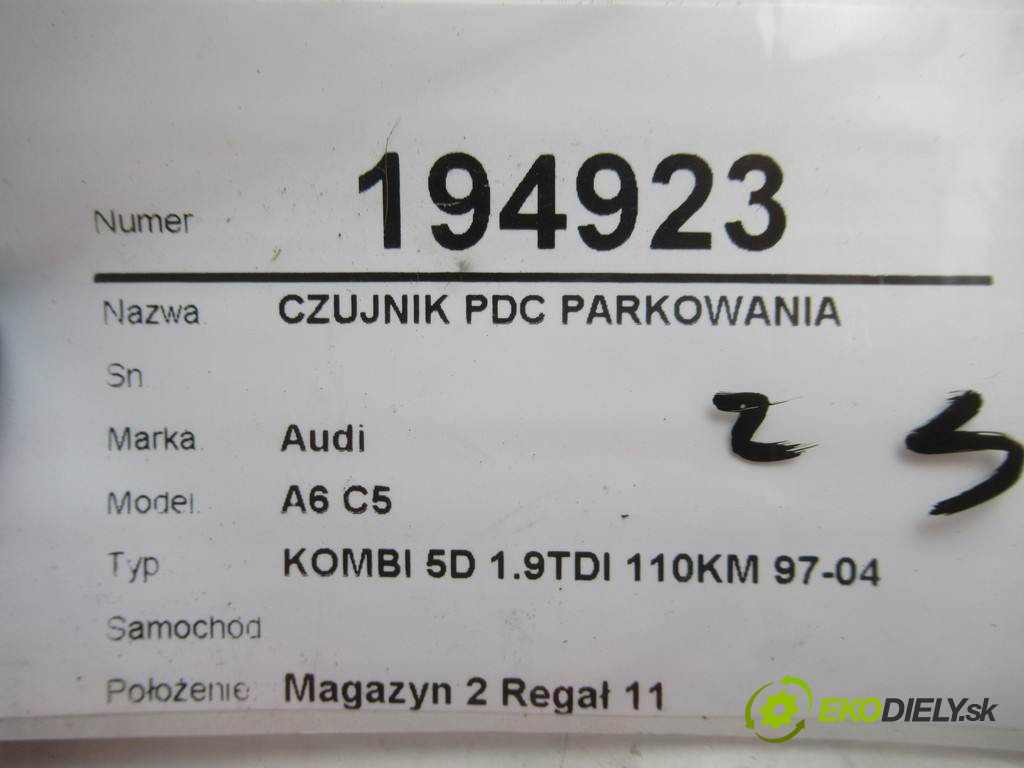 Numer 194923
Nazwa CZUJNIK PDC PARKOWANIA
Sn
Marka Audi
Model A6 C5
Typ KOMBI 5D 1.9TDI 110KM 97-04
Samochód
Położenie Magazyn 2 Regał 11
EKODIELY.sk